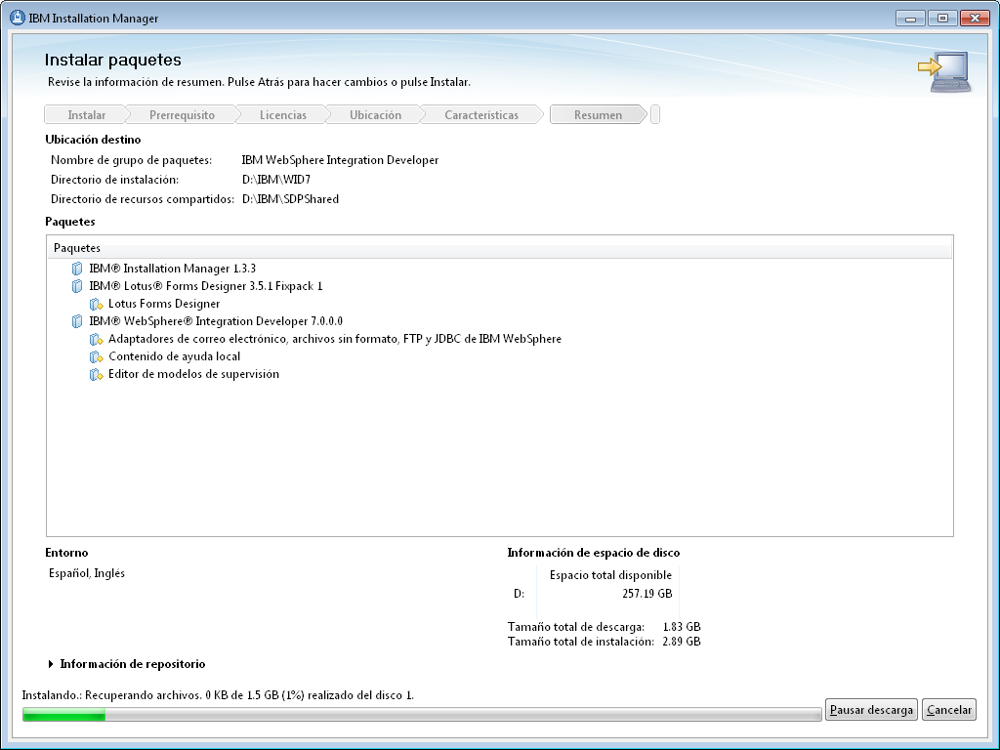 IBM Installation Manager
Instalar paquetes
Revise la información de resumen. Pulse Atrás para hacer cambios o pulse Instalar.
Instalar Prerrequisito Licencias Ubicación Características Resumen
Ubicación destino
Nombre de grupo de paquetes: IBM WebSphere Integration Developer
Directorio de instalación: D:\IBM\WID7
Directorio de recursos compartidos: D:\IBM\SDPShared
Paquetes
Paquetes
IBM® Installation Manager 1.3.3
IBM® Lotus® Forms Designer 3.5.1 Fixpack 1
Lotus Forms Designer
IBM® WebSphere® Integration Developer 7.0.0.0
Adaptadores de correo electrónico, archivos sin formato, FTP y JDBC de IBM WebSphere
Contenido de ayuda local
Editor de modelos de supervisión
Entorno
Español, Inglés
Información de espacio de disco
Espacio total disponible
D: 257.19 GB
Tamaño total de descarga: 1.83 GB
Tamaño total de instalación: 2.89 GB
Información de repositorio
Instalando.: Recuperando archivos. 0 KB de 1.5 GB (1%) realizado del disco 1.
Pausar descarga Cancelar